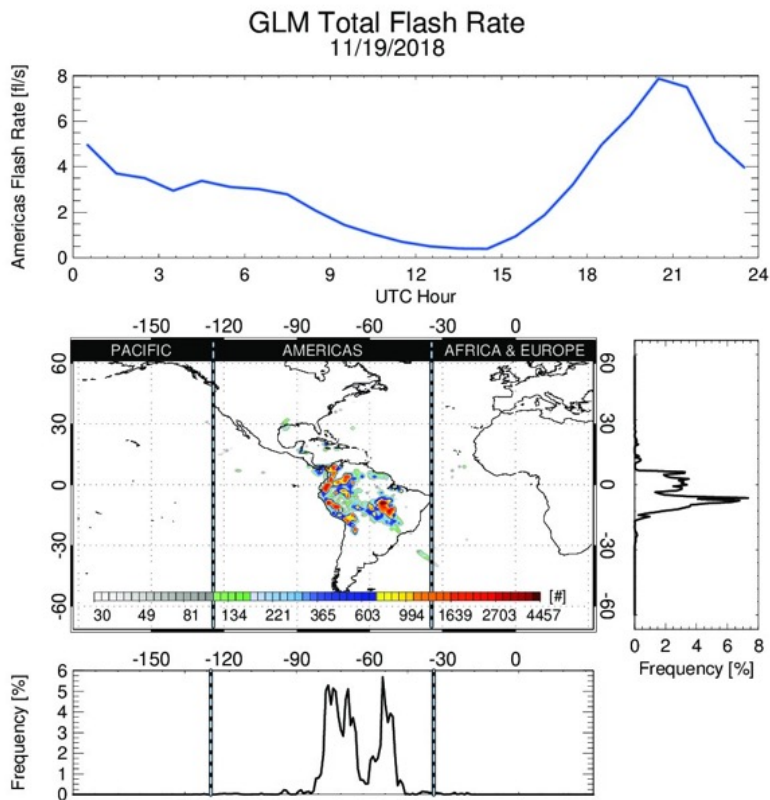 GLM Total Flash Rate
11/19/2018
Americas Flash Rate [fl/s]
8
6
4
2
0
0 3 6 9 12 15 18 21 24
UTC Hour
-150 -120 -90 -60 -30 0
PACIFIC AMERICAS AFRICA & EUROPE
60 60
30 30
0 0
-30 -30
-60 -60
[#]
30 49 81 134 221 365 603 994 1639 2703 4457
0 2 4 6 8
Frequency [%]
-150 -120 -90 -60 -30 0
Frequency [%]
6
5
4
3
2
1
0